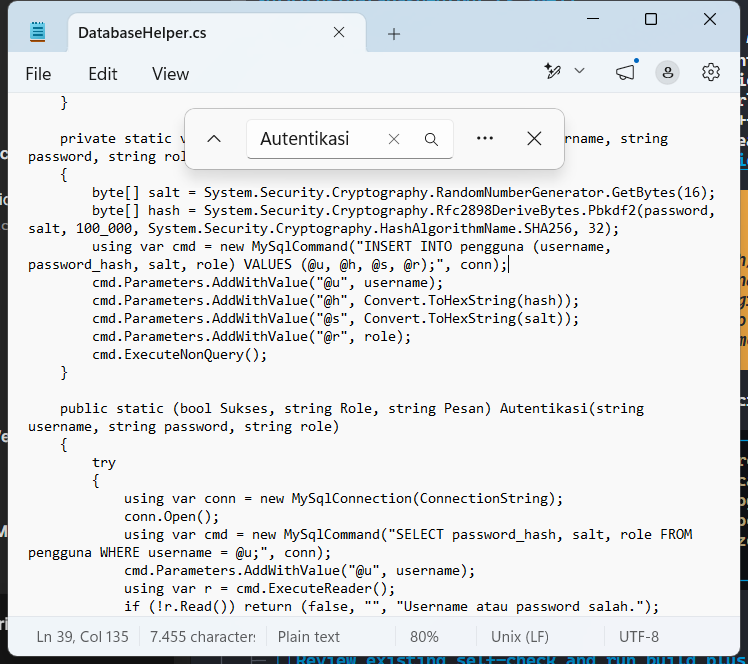 DatabaseHelper.cs
File Edit View
}
Autentikasi
private static
rname, string
password, string rol
{
byte[] salt = System.Security.Cryptography.RandomNumberGenerator.GetBytes(16);
byte[] hash = System.Security.Cryptography.Rfc2898DeriveBytes.Pbkdf2(password,
salt, 100_000, System.Security.Cryptography.HashAlgorithmName.SHA256, 32);
using var cmd = new MySqlCommand("INSERT INTO pengguna (username,
password_hash, salt, role) VALUES (@u, @h, @s, @r);", conn);
cmd.Parameters.AddWithValue("@u", username);
cmd.Parameters.AddWithValue("@h", Convert.ToHexString(hash));
cmd.Parameters.AddWithValue("@s", Convert.ToHexString(salt));
cmd.Parameters.AddWithValue("@r", role);
cmd.ExecuteNonQuery();
}
public static (bool Sukses, string Role, string Pesan) Autentikasi(string
username, string password, string role)
{
try
{
using var conn = new MySqlConnection(ConnectionString);
conn.Open();
using var cmd = new MySqlCommand("SELECT password_hash, salt, role FROM
pengguna WHERE username = @u;", conn);
cmd.Parameters.AddWithValue("@u", username);
using var r = cmd.ExecuteReader();
if (!r.Read()) return (false, "", "Username atau password salah.");
Ln 39, Col 135 7.455 characters Plain text 80% Unix (LF) UTF-8
Review existing self-check and run build plus